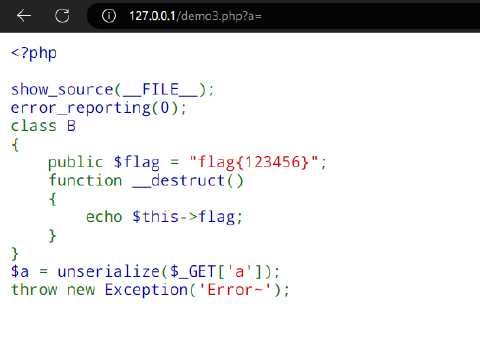 127.0.0.1/demo3.php?a=
<?php
show_source(__FILE__);
error_reporting(0);
class B
{
    public $flag = "flag{123456}";
    function __destruct()
    {
        echo $this->flag;
    }
}
$a = unserialize($_GET['a']);
throw new Exception('Error~');